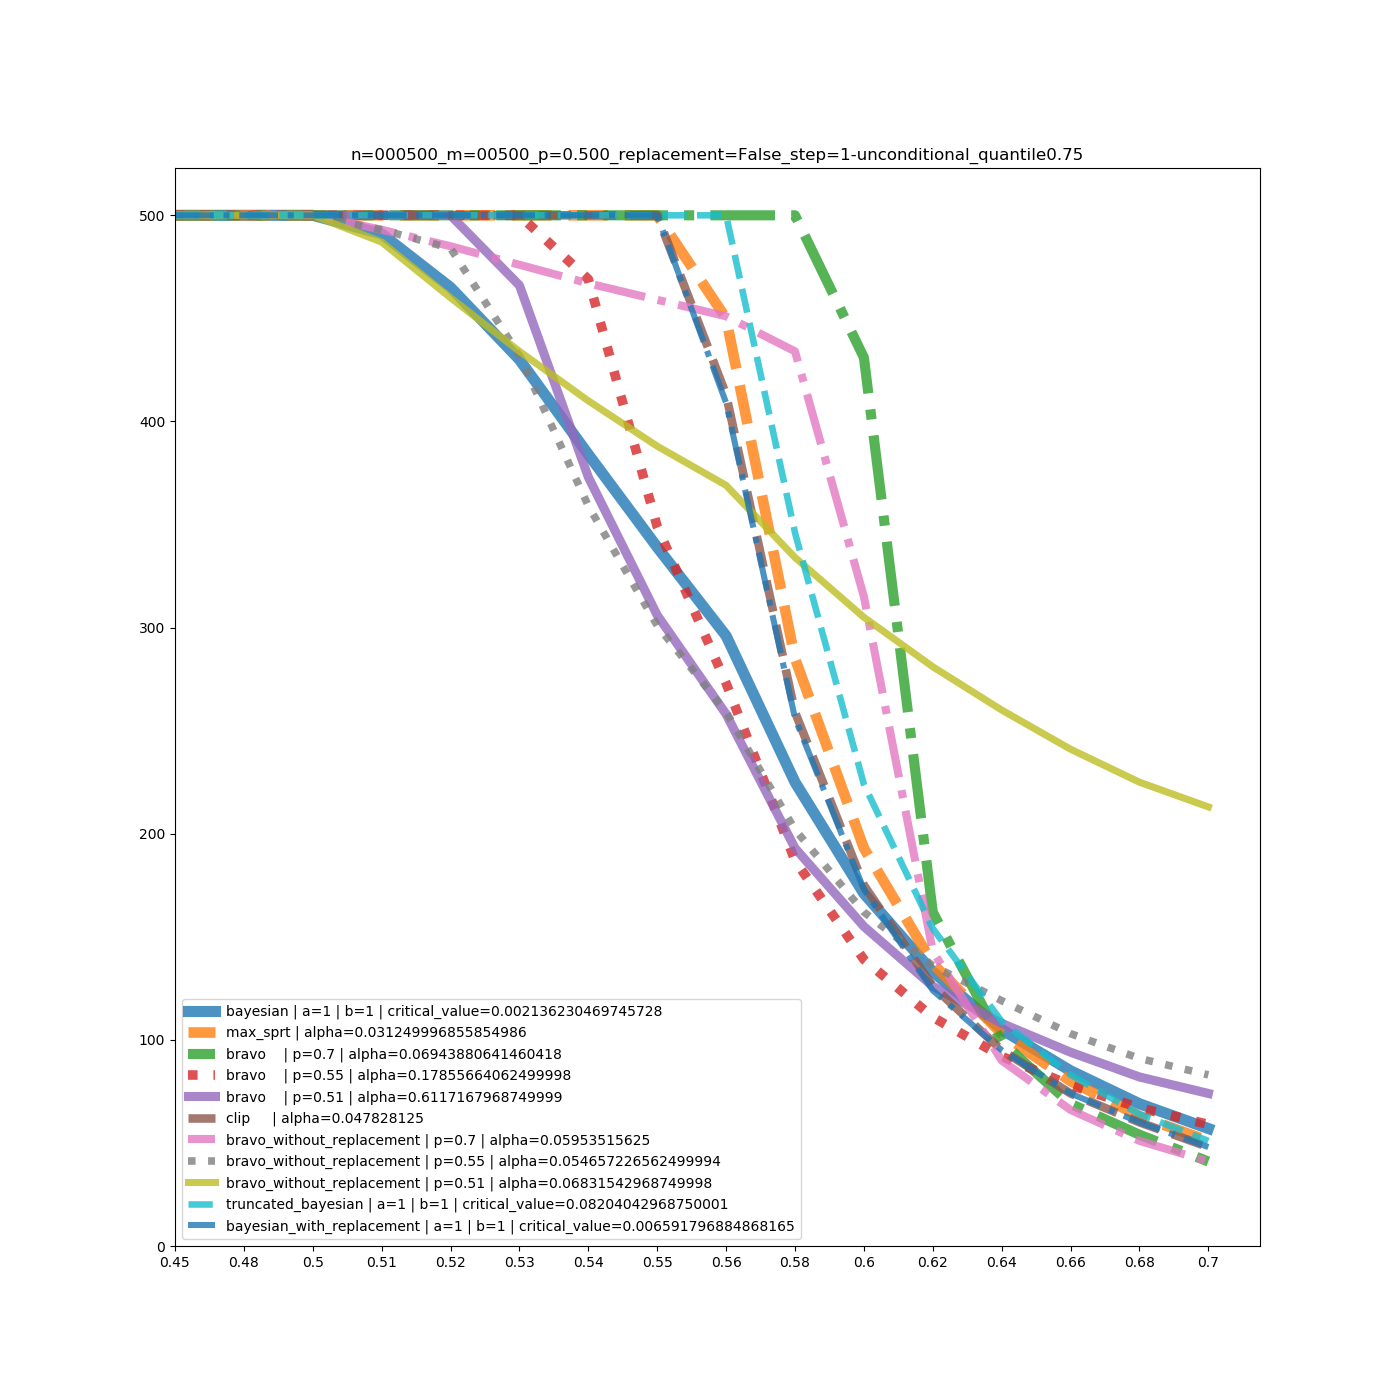 n=000500_m=00500_p=0.500_replacement=False_step=1-unconditional_quantile0.75
500
400
300
200
100
0
bayesian | a=1 | b=1 | critical_value=0.002136230469745728
max_sprt | alpha=0.031249996855854986
bravo | p=0.7 | alpha=0.06943880641460418
bravo | p=0.55 | alpha=0.17855664062499998
bravo | p=0.51 | alpha=0.6117167968749999
clip | alpha=0.047828125
bravo_without_replacement | p=0.7 | alpha=0.05953515625
bravo_without_replacement | p=0.55 | alpha=0.054657226562499994
bravo_without_replacement | p=0.51 | alpha=0.06831542968749998
truncated_bayesian | a=1 | b=1 | critical_value=0.08204042968750001
bayesian_with_replacement | a=1 | b=1 | critical_value=0.006591796884868165
0.45 0.48 0.5 0.51 0.52 0.53 0.54 0.55 0.56 0.58 0.6 0.62 0.64 0.66 0.68 0.7